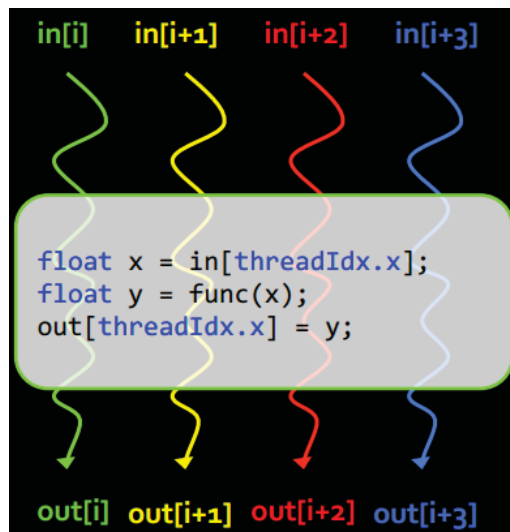 in[i] in[i+1] in[i+2] in[i+3]
float x = in[threadIdx.x];
float y = func(x);
out[threadIdx.x] = y;
out[i] out[i+1] out[i+2] out[i+3]